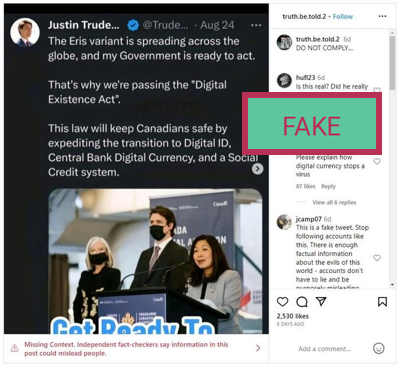 Justin Trude... @Trude... · Aug 24 ...
The Eris variant is spreading across the
globe, and my Government is ready to act.
That's why we're passing the "Digital
Existence Act".
This law will keep Canadians safe by
expediting the transition to Digital ID,
Central Bank Digital Currency, and a Social
Credit system.
Canada
Get Ready To
Missing Context. Independent fact-checkers say information in this
post could mislead people.
truth.be.told.2 • Follow
...
truth.be.told.2 6d
DO NOT COMPLY...
hufl23 6d
Is this real? Did he really
FAKE
Please explain how
digital currency stops a
virus
87 likes Reply
View all 6 replies
jcamp07 6d
This is a fake tweet. Stop
following accounts like
this. There is enough
factual information
about the evils of this
world - accounts don't
have to lie and be
purposely misleading
2,530 likes
6 DAYS AGO
Add a comment...